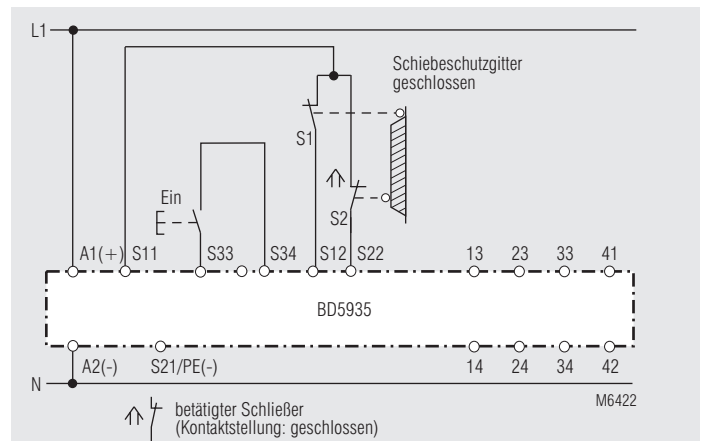 L1
Schiebeschutzgitter
geschlossen
S1
Ein
S2
A1(+) S11 S33 S34 S12 S22 13 23 33 41
BD5935
A2(-) S21/PE(-) 14 24 34 42
N
M6422
betätigter Schließer
(Kontaktstellung: geschlossen)